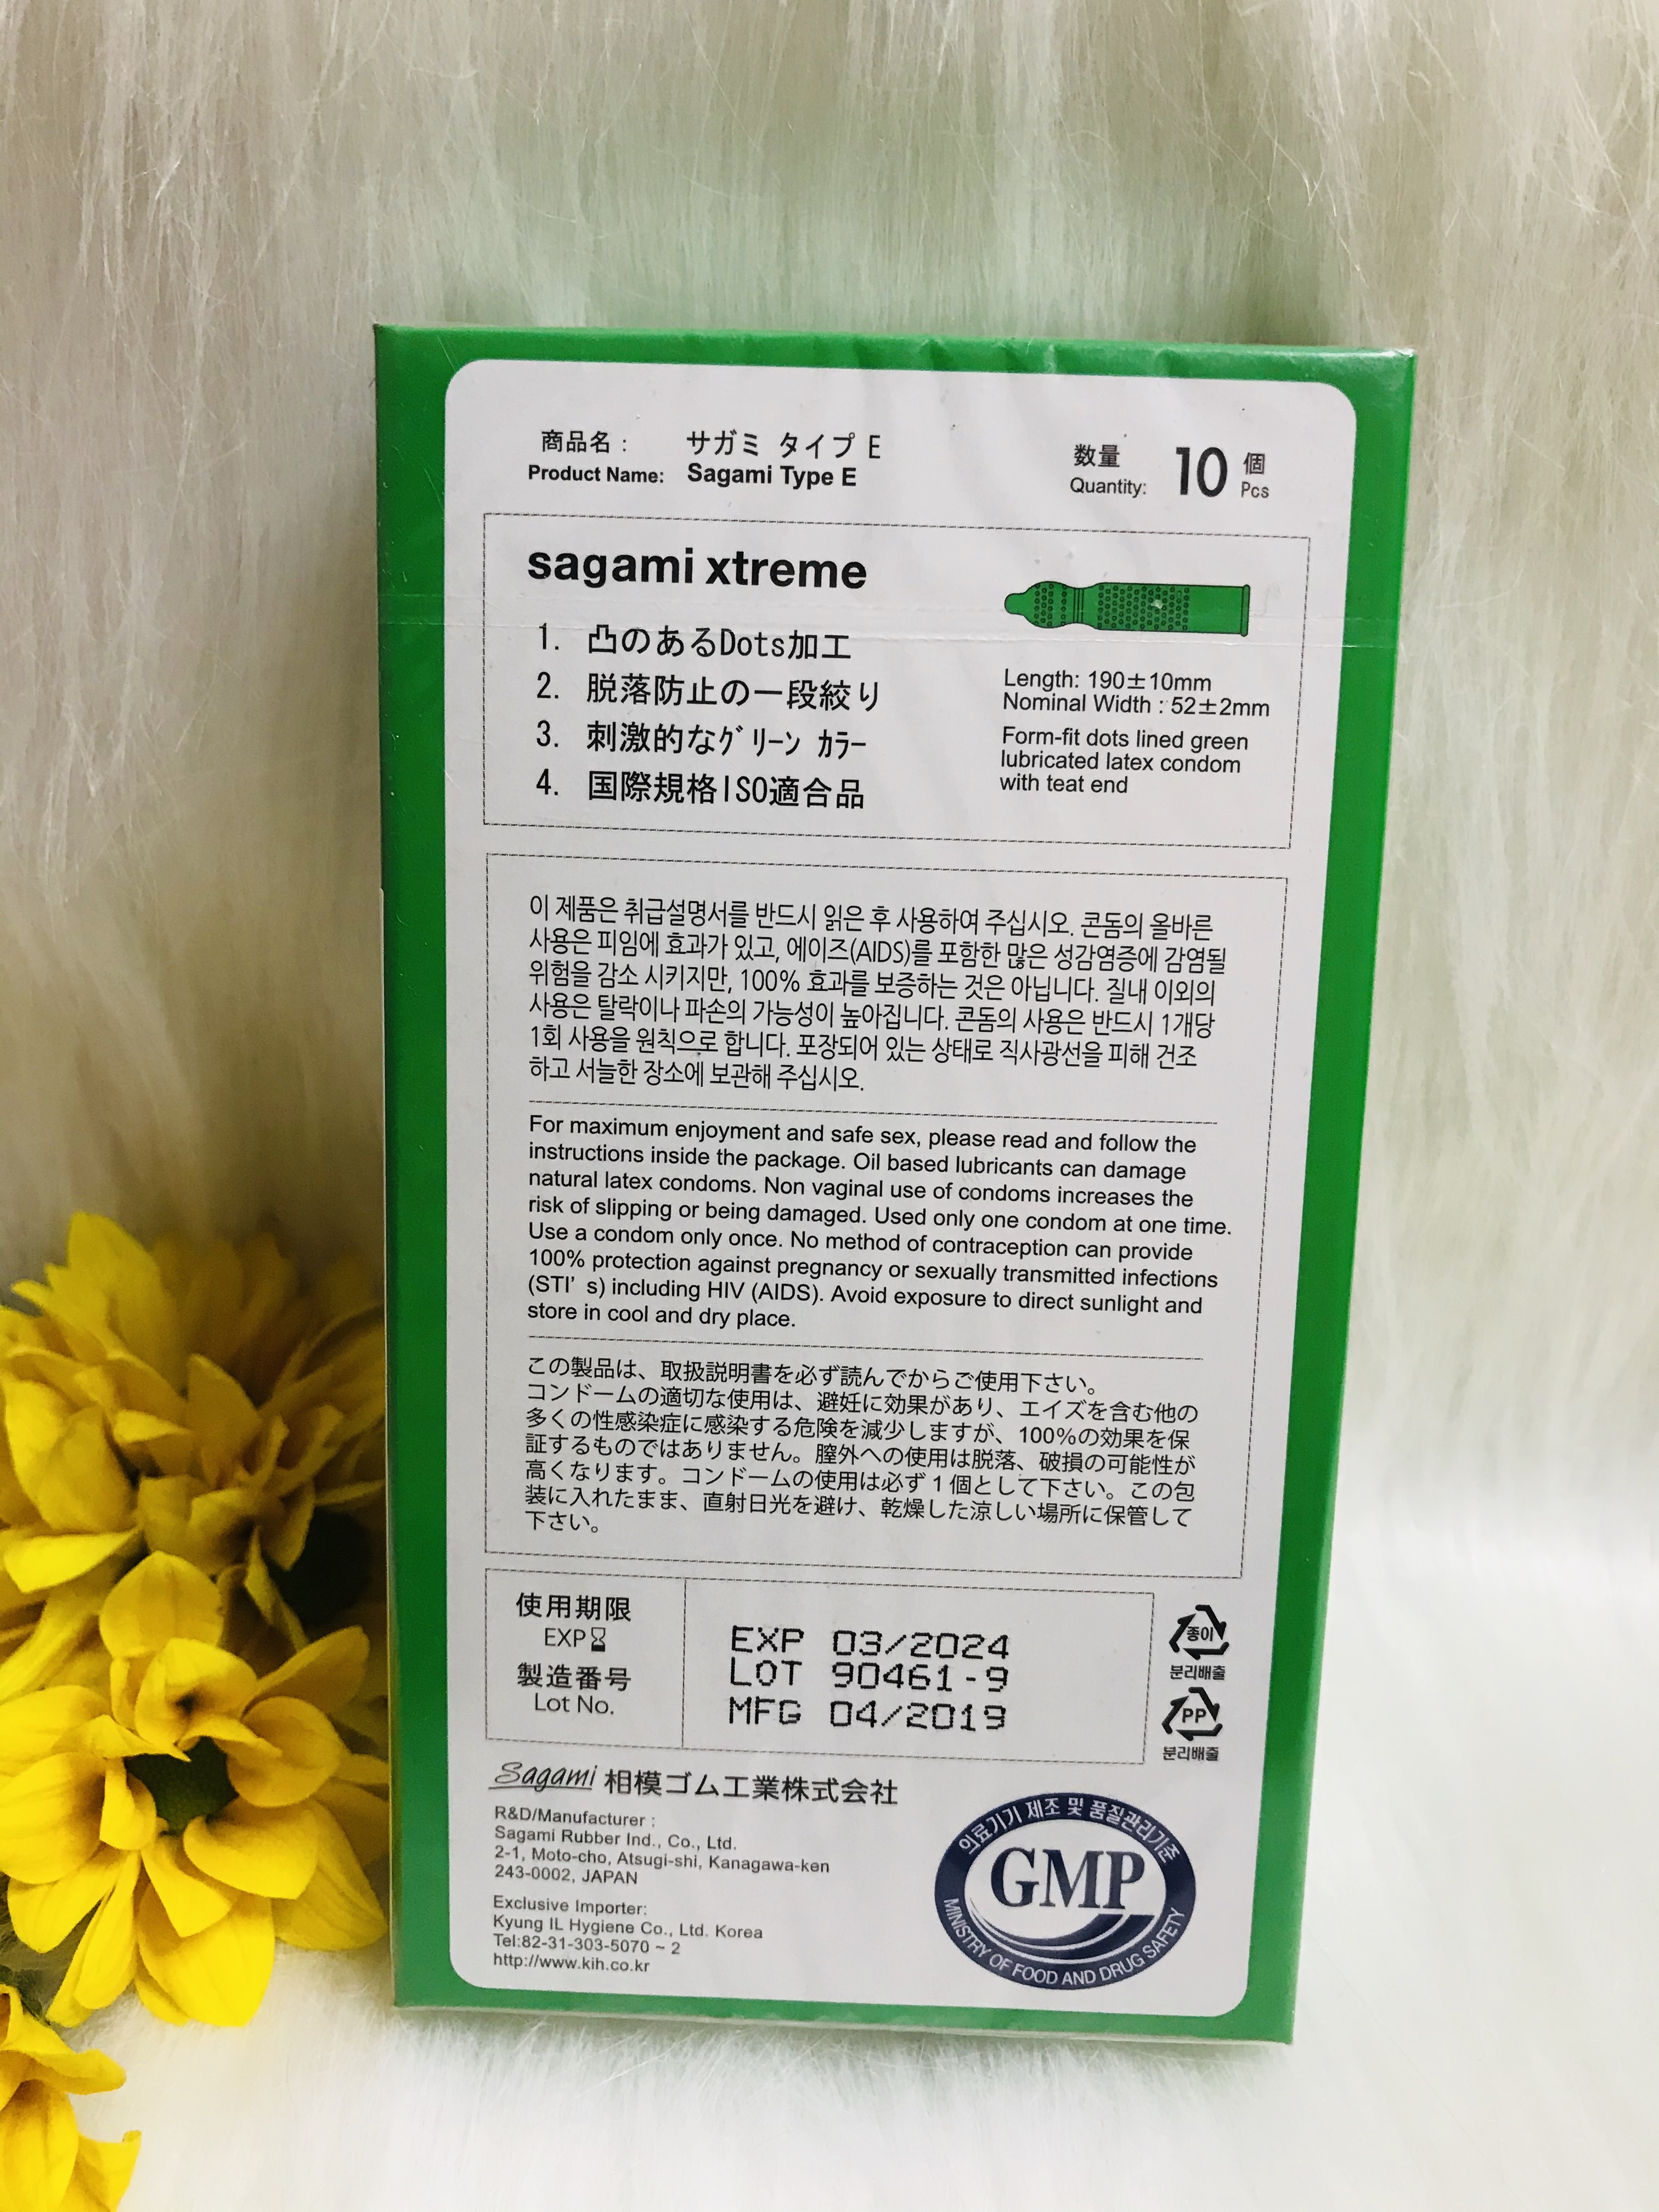 商品名： サガミ タイプ E
Product Name: Sagami Type E
数量 10 個
Quantity: Pcs
sagami xtreme
1. 凸のあるDots加工
2. 脱落防止の一段絞り
3. 刺激的なグリーン カラー
4. 国際規格ISO適合品
Length: 190±10mm
Nominal Width : 52±2mm
Form-fit dots lined green
lubricated latex condom
with teat end
이 제품은 취급설명서를 반드시 읽은 후 사용하여 주십시오. 콘돔의 올바른
사용은 피임에 효과가 있고, 에이즈(AIDS)를 포함한 많은 성감염증에 감염될
위험을 감소 시키지만, 100% 효과를 보증하는 것은 아닙니다. 질내 이외의
사용은 탈락이나 파손의 가능성이 높아집니다. 콘돔의 사용은 반드시 1개당
1회 사용을 원칙으로 합니다. 포장되어 있는 상태로 직사광선을 피해 건조
하고 서늘한 장소에 보관해 주십시오.
For maximum enjoyment and safe sex, please read and follow the
instructions inside the package. Oil based lubricants can damage
natural latex condoms. Non vaginal use of condoms increases the
risk of slipping or being damaged. Used only one condom at one time.
Use a condom only once. No method of contraception can provide
100% protection against pregnancy or sexually transmitted infections
(STI’s) including HIV (AIDS). Avoid exposure to direct sunlight and
store in cool and dry place.
この製品は、取扱説明書を必ず読んでからご使用下さい。
コンドームの適切な使用は、避妊に効果があり、エイズを含む他の
多くの性感染症に感染する危険を減少しますが、100%の効果を保
証するものではありません。膣外への使用は脱落、破損の可能性が
高くなります。コンドームの使用は必ず1個として下さい。この包
装に入れたまま、直射日光を避け、乾燥した涼しい場所に保管して
下さい。
使用期限
EXP
製造番号
Lot No.
EXP 03/2024
LOT 90461-9
MFG 04/2019
종이
분리배출
PP
분리배출
Sagami 相模ゴム工業株式会社
R&D/Manufacturer :
Sagami Rubber Ind., Co., Ltd.
2-1, Moto-cho, Atsugi-shi, Kanagawa-ken
243-0002, JAPAN
Exclusive Importer:
Kyung IL Hygiene Co., Ltd. Korea
Tel:82-31-303-5070 ~ 2
http://www.kih.co.kr
의료기기 제조 및 품질관리기준
GMP
MINISTRY OF FOOD AND DRUG SAFETY